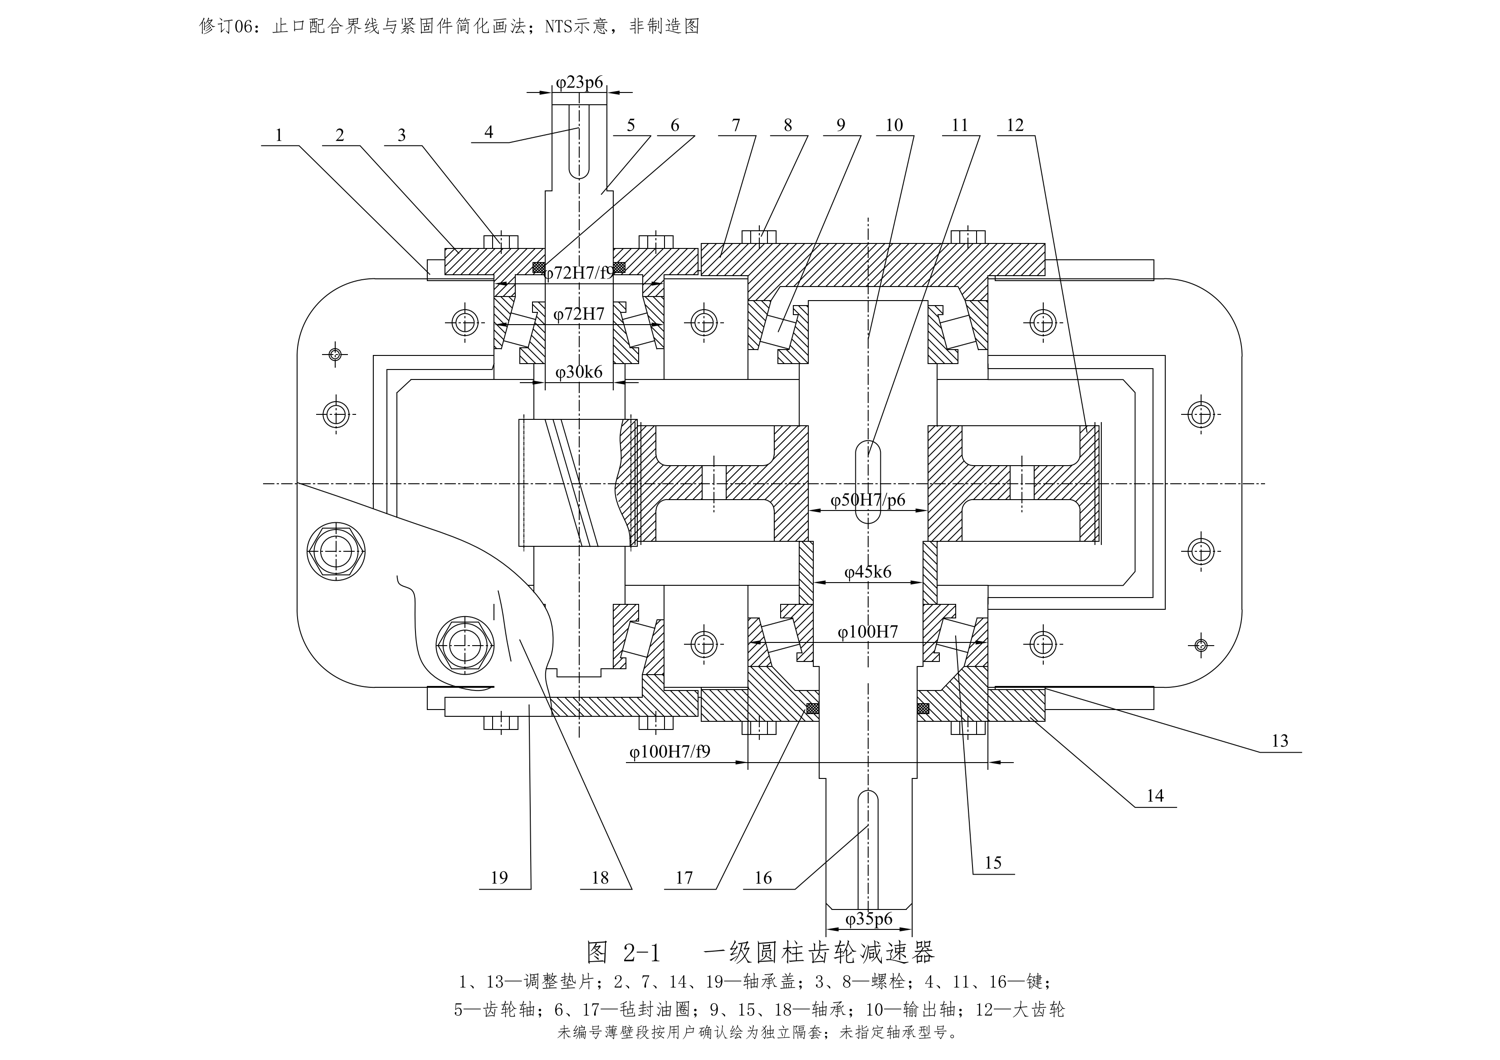 修订06：止口配合界线与紧固件简化画法；NTS示意，非制造图
φ23p6
1
2
3
4
5
6
7
8
9
10
11
12
φ72H7/f9
φ72H7
φ30k6
φ50H7/p6
φ45k6
φ100H7
φ100H7/f9
13
14
15
16
17
18
19
φ35p6
图 2-1 一级圆柱齿轮减速器
1、13—调整垫片；2、7、14、19—轴承盖；3、8—螺栓；4、11、16—键；
5—齿轮轴；6、17—毡封油圈；9、15、18—轴承；10—输出轴；12—大齿轮
未编号薄壁段按用户确认绘为独立隔套；未指定轴承型号。